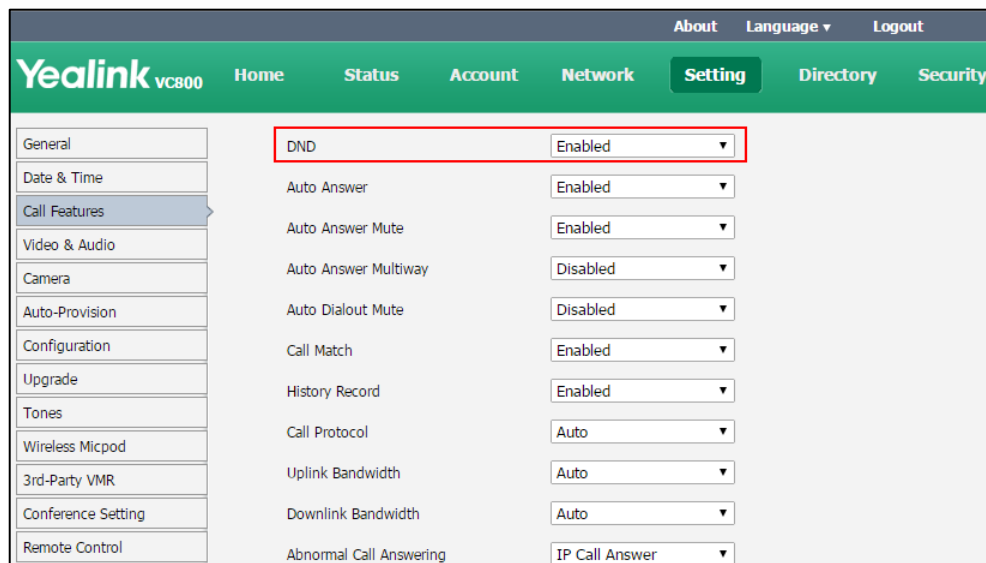 About Language ▾ Logout
Yealink VC800 Home Status Account Network Setting Directory Security
General
Date & Time
Call Features
Video & Audio
Camera
Auto-Provision
Configuration
Upgrade
Tones
Wireless Micpod
3rd-Party VMR
Conference Setting
Remote Control
DND Enabled
Auto Answer Enabled
Auto Answer Mute Enabled
Auto Answer Multiway Disabled
Auto Dialout Mute Disabled
Call Match Enabled
History Record Enabled
Call Protocol Auto
Uplink Bandwidth Auto
Downlink Bandwidth Auto
Abnormal Call Answering IP Call Answer